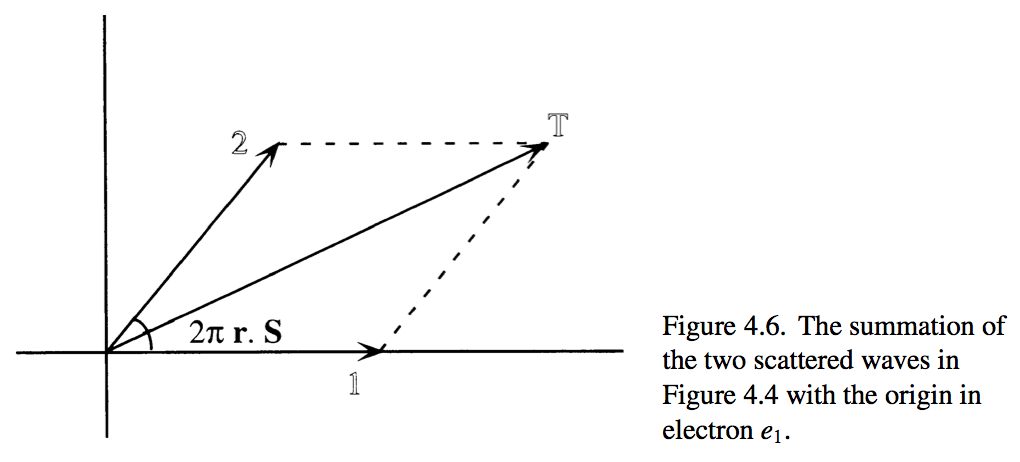 𝕋
2
2π r. S
1
Figure 4.6. The summation of
the two scattered waves in
Figure 4.4 with the origin in
electron e₁.